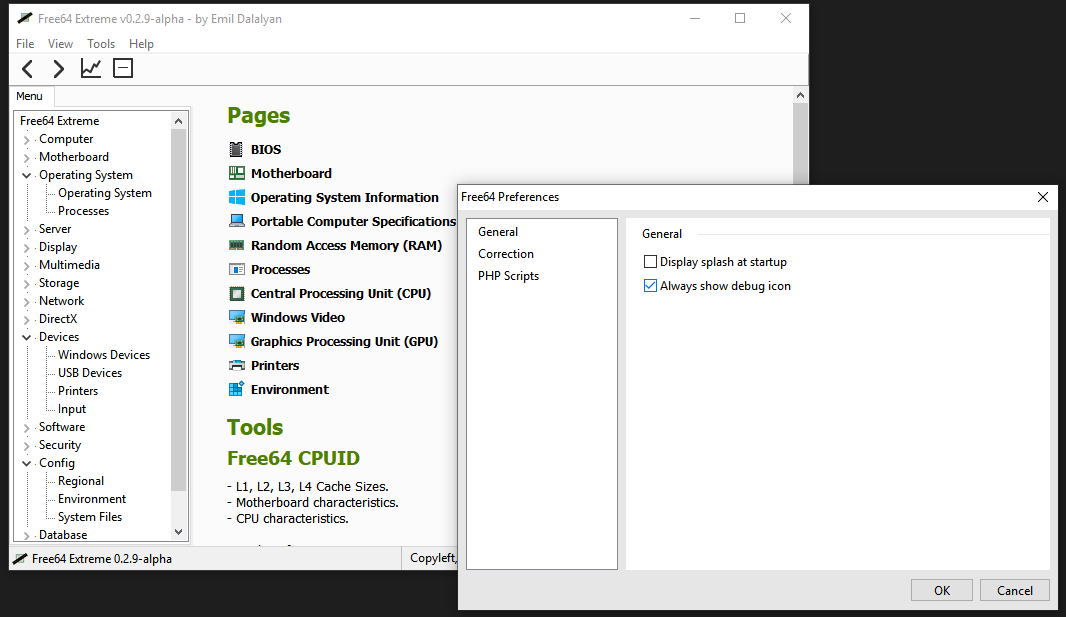 Free64 Extreme v0.2.9-alpha - by Emil Dalalyan
File View Tools Help
Menu
Free64 Extreme
Computer
Motherboard
Operating System
Operating System
Processes
Server
Display
Multimedia
Storage
Network
DirectX
Devices
Windows Devices
USB Devices
Printers
Input
Software
Security
Config
Regional
Environment
System Files
Database
Pages
BIOS
Motherboard
Operating System Information
Portable Computer Specifications
Random Access Memory (RAM)
Processes
Central Processing Unit (CPU)
Windows Video
Graphics Processing Unit (GPU)
Printers
Environment
Tools
Free64 CPUID
- L1, L2, L3, L4 Cache Sizes.
- Motherboard characteristics.
- CPU characteristics.
Free64 Extreme 0.2.9-alpha
Copyleft,
Free64 Preferences
General
Correction
PHP Scripts
General
Display splash at startup
Always show debug icon
OK Cancel